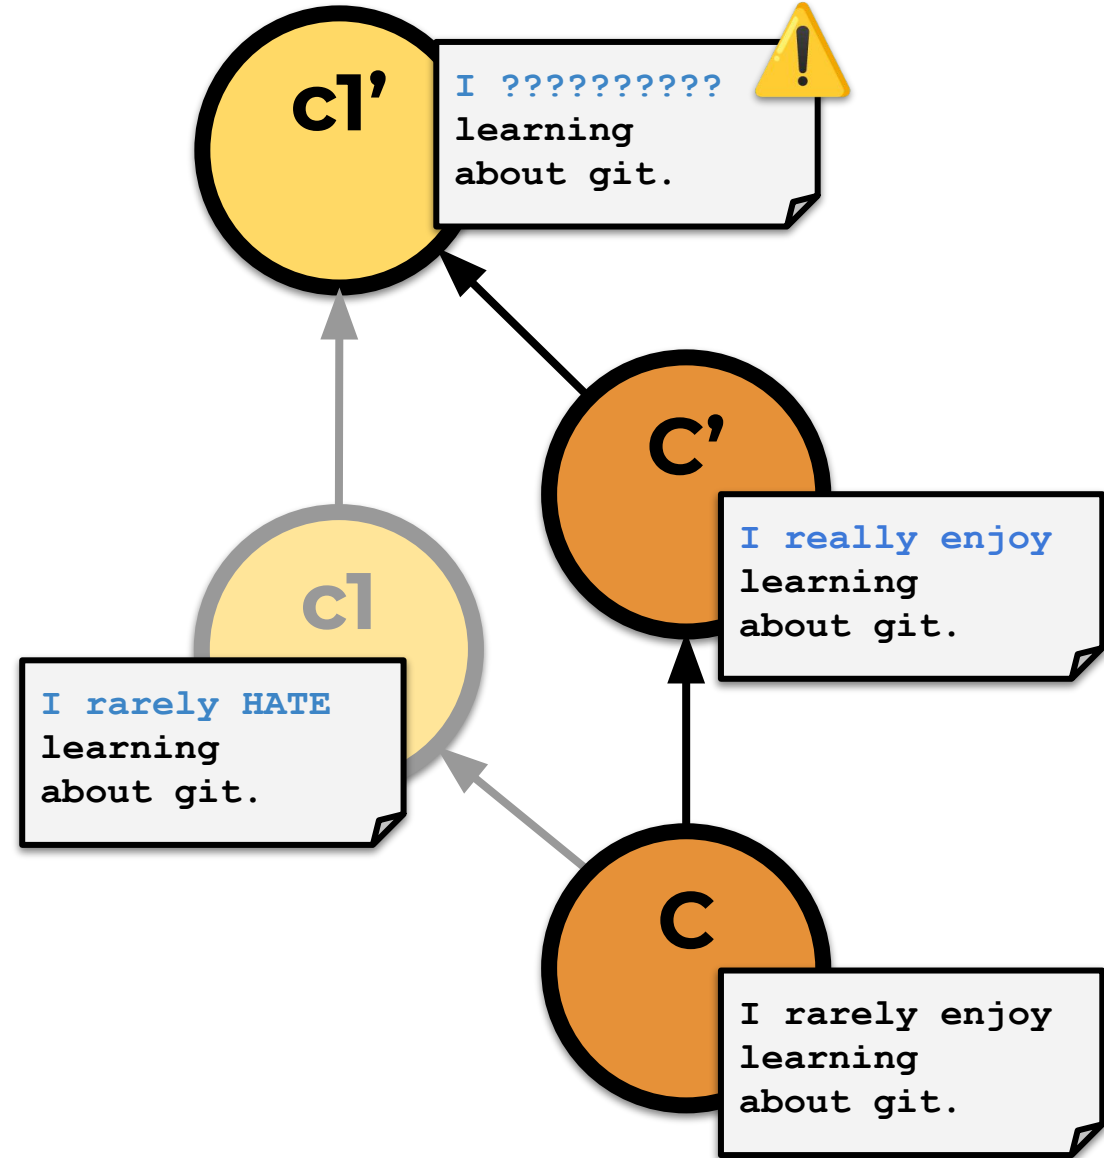 c1’
I ??????????
learning
about git.
C’
I really enjoy
learning
about git.
c1
I rarely HATE
learning
about git.
C
I rarely enjoy
learning
about git.